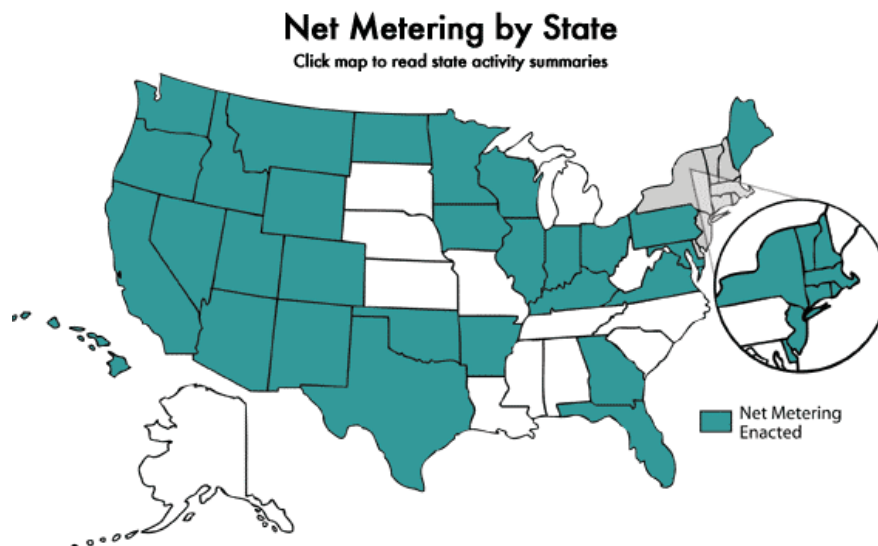 Net Metering by State
Click map to read state activity summaries
Net Metering
Enacted